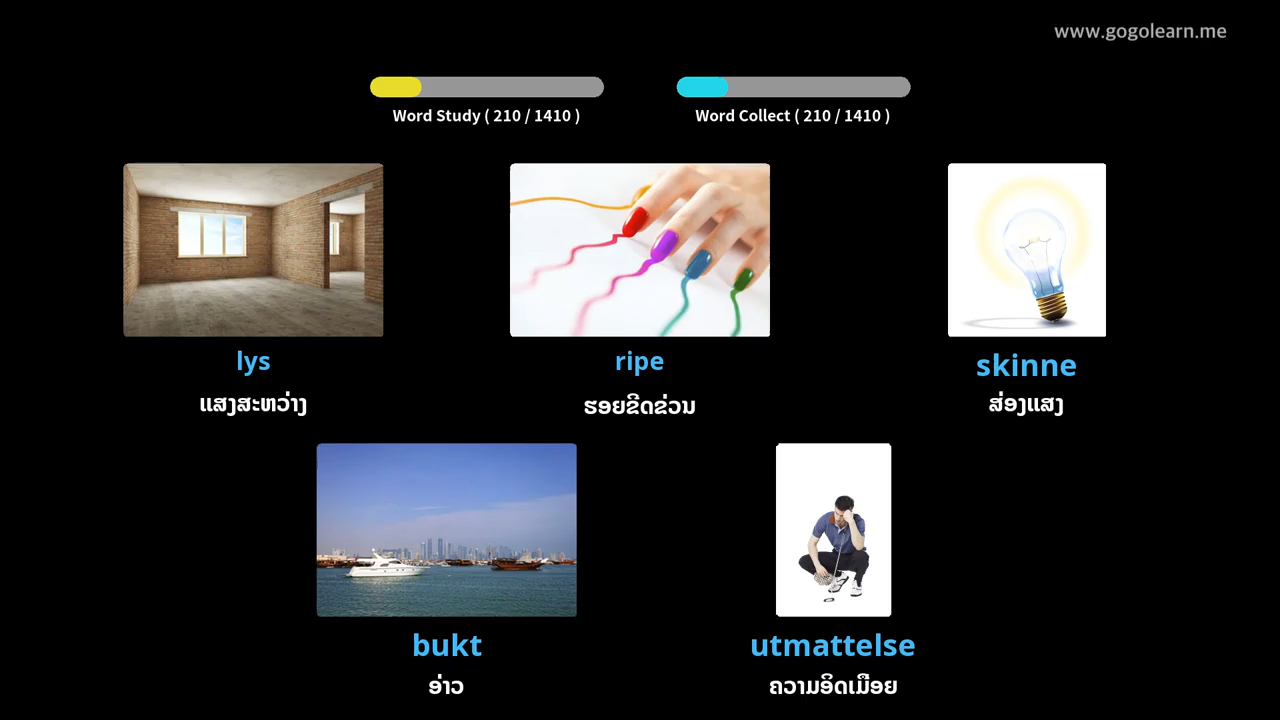 www.gogolearn.me
Word Study ( 210 / 1410 )
Word Collect ( 210 / 1410 )
lys
ແສງສະຫວ່າງ
ripe
ຮອຍຂີດຂ່ວນ
skinne
ສ່ອງແສງ
bukt
ອ່າວ
utmattelse
ຄວາມອິດເມື່ອຍ